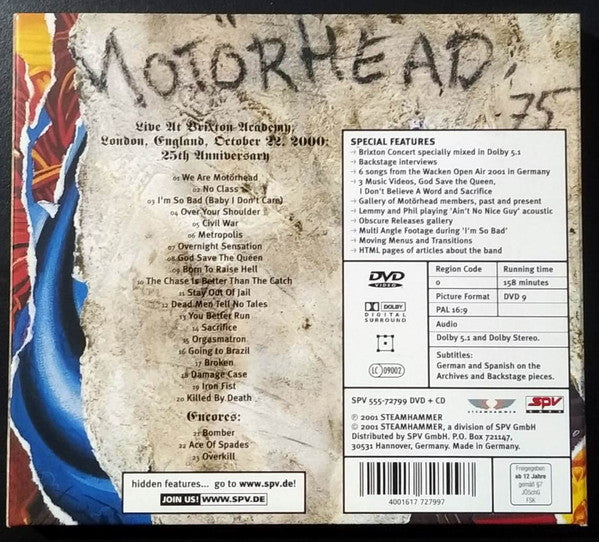 MOTÖRHEAD
75
Live At Brixton Academy,
London, England, October 22, 2000:
25th Anniversary
01 We Are Motörhead
02 No Class
03 I'm So Bad (Baby I Don't Care)
04 Over Your Shoulder
05 Civil War
06 Metropolis
07 Overnight Sensation
08 God Save The Queen
09 Born To Raise Hell
10 The Chase Is Better Than The Catch
11 Stay Out Of Jail
12 Dead Men Tell No Tales
13 You Better Run
14 Sacrifice
15 Orgasmatron
16 Going to Brazil
17 Broken
18 Damage Case
19 Iron Fist
20 Killed By Death
Encores:
21 Bomber
22 Ace Of Spades
23 Overkill
hidden features... go to www.spv.de!
JOIN US! WWW.SPV.DE
SPECIAL FEATURES
→ Brixton Concert specially mixed in Dolby 5.1
→ Backstage interviews
→ 6 songs from the Wacken Open Air 2001 in Germany
→ 3 Music Videos, God Save the Queen,
I Don't Believe A Word and Sacrifice
→ Gallery of Motörhead members, past and present
→ Lemmy and Phil playing 'Ain't No Nice Guy' acoustic
→ Obscure Releases gallery
→ Multi Angle Footage during 'I'm So Bad'
→ Moving Menus and Transitions
→ HTML pages of articles about the band
DVD
VIDEO
DOLBY
DIGITAL
SURROUND
LC 09002
Region Code
0
Running time
158 minutes
Picture Format
PAL 16:9
DVD 9
Audio
Dolby 5.1 and Dolby Stereo.
Subtitles:
German and Spanish on the
Archives and Backstage pieces.
SPV 555-72799 DVD + CD
STEAMHAMMER
SPV
℗ 2001 STEAMHAMMER
© 2001 STEAMHAMMER, a division of SPV GmbH
Distributed by SPV GmbH. P.O. Box 721147,
30531 Hannover, Germany. Made in Germany.
4001617 727997
Freigegeben
ab 12 Jahre
gemäß §7
JÖSchG
FSK